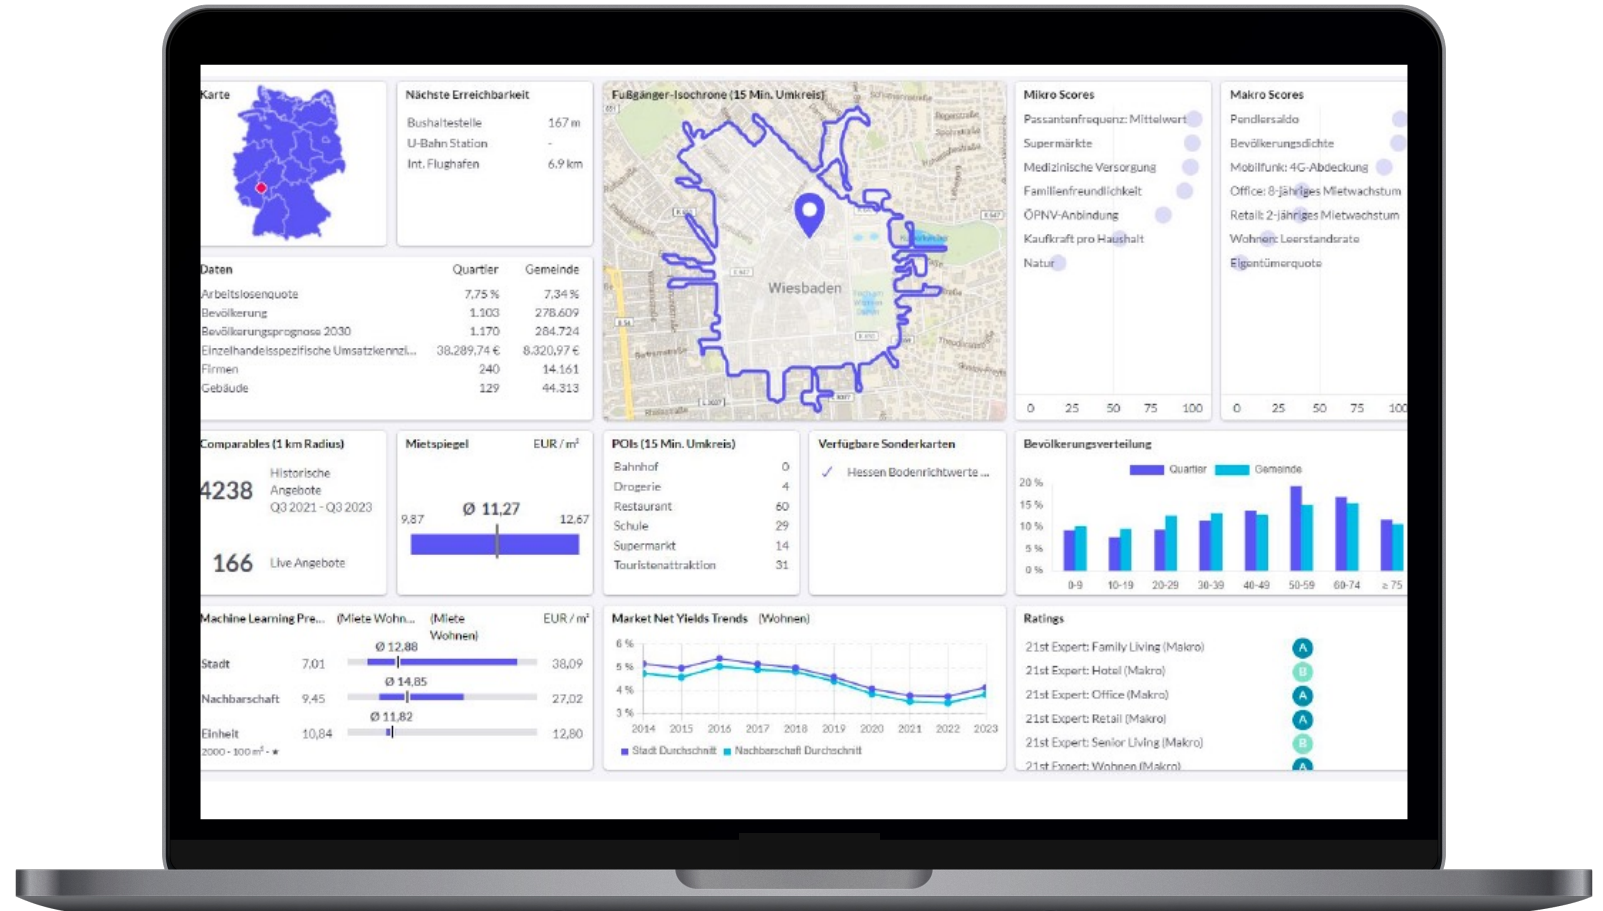 Karte
Nächste Erreichbarkeit
Bushaltestelle 167 m
U-Bahn Station -
Int. Flughafen 6.9 km
Fußgänger-Isochrone (15 Min. Umkreis)
Wiesbaden
Mikro Scores
Passantenfrequenz: Mittelwert
Supermärkte
Medizinische Versorgung
Familienfreundlichkeit
ÖPNV-Anbindung
Kaufkraft pro Haushalt
Natur
0 25 50 75 100
Makro Scores
Pendlersaldo
Bevölkerungsdichte
Mobilfunk: 4G-Abdeckung
Office: 8-jähriges Mietwachstum
Retail: 2-jähriges Mietwachstum
Wohnen: Leerstandsrate
Eigentümerquote
0 25 50 75 100
Daten Quartier Gemeinde
Arbeitslosenquote 7,75 % 7,34 %
Bevölkerung 1.103 278.609
Bevölkerungsprognose 2030 1.170 284.724
Einzelhandelsspezifische Umsatzkennzi... 38.289,74 € 8.320,97 €
Firmen 240 14.161
Gebäude 129 44.313
Comparables (1 km Radius)
4238 Historische
Angebote
Q3 2021 - Q3 2023
166 Live Angebote
Mietspiegel EUR / m²
9,87 Ø 11,27 12,67
POIs (15 Min. Umkreis)
Bahnhof 0
Drogerie 4
Restaurant 60
Schule 29
Supermarkt 14
Touristenattraktion 31
Verfügbare Sonderkarten
✓ Hessen Bodenrichtwerte ...
Bevölkerungsverteilung
Quartier Gemeinde
20 %
15 %
10 %
5 %
0 %
0-9 10-19 20-29 30-39 40-49 50-59 60-74 ≥ 75
Machine Learning Pre... (Miete Wohn... (Miete EUR / m²
Wohnen)
Ø 12,88
Stadt 7,01 38,09
Ø 14,85
Nachbarschaft 9,45 27,02
Ø 11,82
Einheit 10,84 12,80
2000 - 100 m² - ★
Market Net Yields Trends (Wohnen)
6 %
5 %
4 %
3 %
2014 2015 2016 2017 2018 2019 2020 2021 2022 2023
Stadt Durchschnitt Nachbarschaft Durchschnitt
Ratings
21st Expert: Family Living (Makro) A
21st Expert: Hotel (Makro) B
21st Expert: Office (Makro) A
21st Expert: Retail (Makro) A
21st Expert: Senior Living (Makro) B
21st Expert: Wohnen (Makro) A